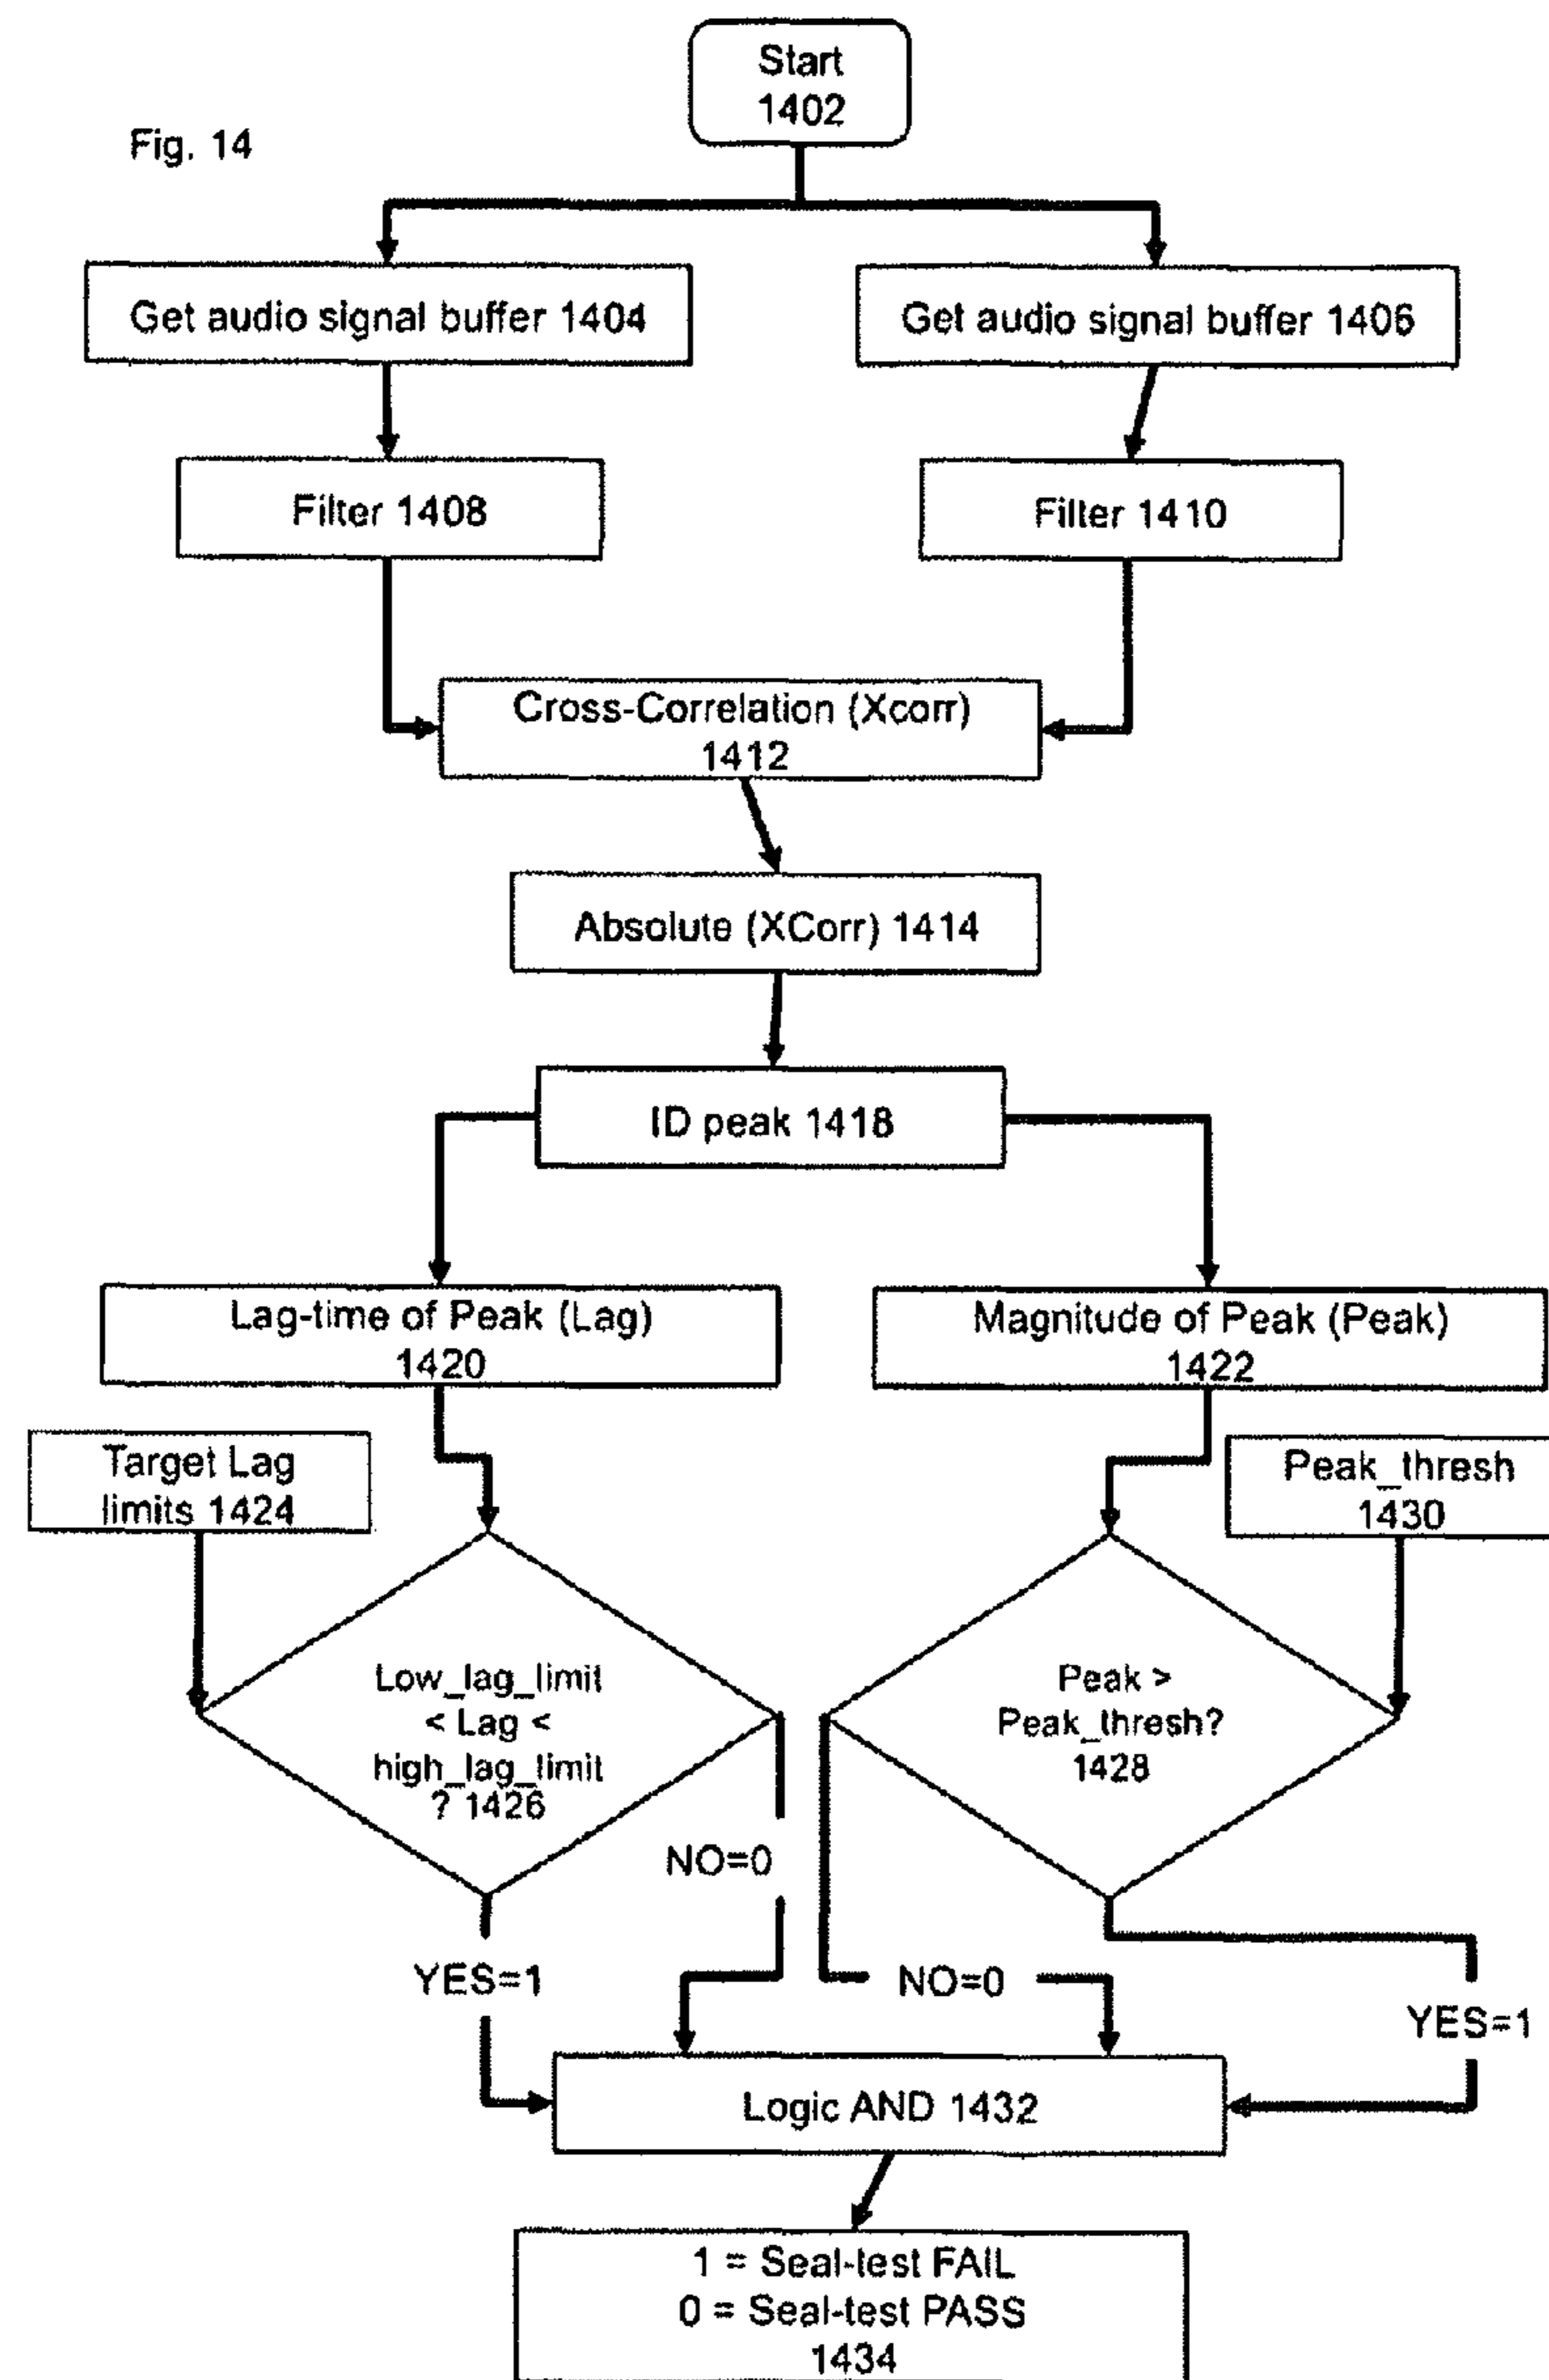 Start
1402
Fig. 14
Get audio signal buffer 1404
Get audio signal buffer 1406
Filter 1408
Filter 1410
Cross-Correlation (Xcorr)
1412
Absolute (XCorr) 1414
ID peak 1418
Lag-time of Peak (Lag)
1420
Magnitude of Peak (Peak)
1422
Target Lag
limits 1424
Peak_thresh
1430
Low_lag_limit
< Lag <
high_lag_limit
? 1426
Peak >
Peak_thresh?
1428
NO=0
YES=1
NO=0
YES=1
Logic AND 1432
1 = Seal-test FAIL
0 = Seal-test PASS
1434